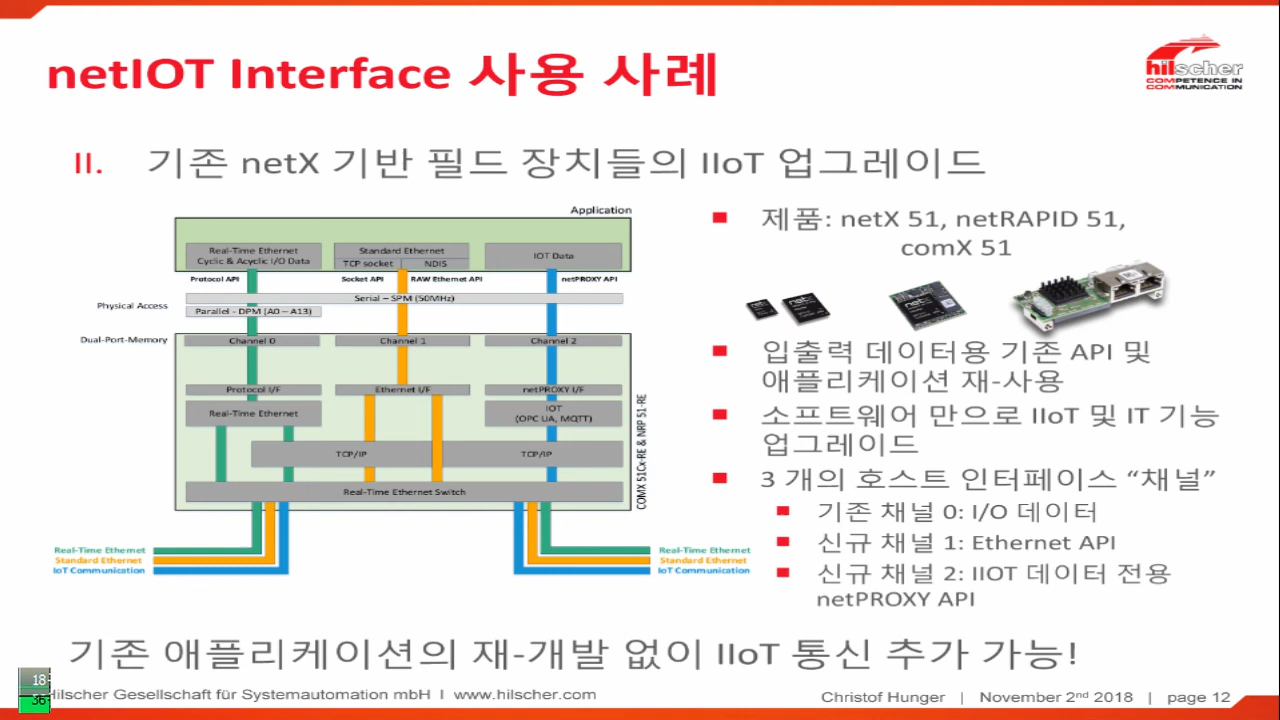 netIOT Interface 사용 사례
hilscher
COMPETENCE IN
COMMUNICATION
II. 기존 netX 기반 필드 장치들의 IIoT 업그레이드
Application
Real-Time Ethernet
Cyclic & Acyclic I/O Data
Standard Ethernet
TCP socket NDIS
IOT Data
Protocol API Socket API RAW Ethernet API netPROXY API
Physical Access
Serial – SPM (50MHz)
Parallel - DPM (A0 – A13)
Dual-Port-Memory
Channel 0 Channel 1 Channel 2
Protocol I/F Ethernet I/F netPROXY I/F
Real-Time Ethernet
IOT
(OPC UA, MQTT)
TCP/IP TCP/IP
Real-Time Ethernet Switch
COMX 51Cx-RE & NRP 51-RE
Real-Time Ethernet
Standard Ethernet
IoT Communication
Real-Time Ethernet
Standard Ethernet
IoT Communication
제품: netX 51, netRAPID 51,
comX 51
입출력 데이터용 기존 API 및
애플리케이션 재-사용
소프트웨어 만으로 IIoT 및 IT 기능
업그레이드
3 개의 호스트 인터페이스 “채널”
기존 채널 0: I/O 데이터
신규 채널 1: Ethernet API
신규 채널 2: IIOT 데이터 전용
netPROXY API
기존 애플리케이션의 재-개발 없이 IIoT 통신 추가 가능!
18-
36-
Hilscher Gesellschaft für Systemautomation mbH I www.hilscher.com
Christof Hunger | November 2nd 2018 | page 12